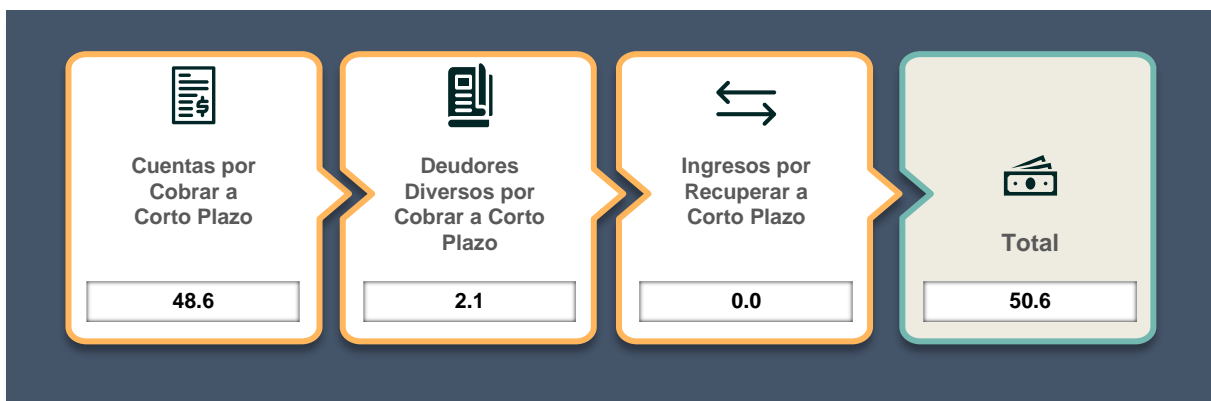 Cuentas por
Cobrar a
Corto Plazo
48.6
Deudores
Diversos por
Cobrar a Corto
Plazo
2.1
Ingresos por
Recuperar a
Corto Plazo
0.0
Total
50.6